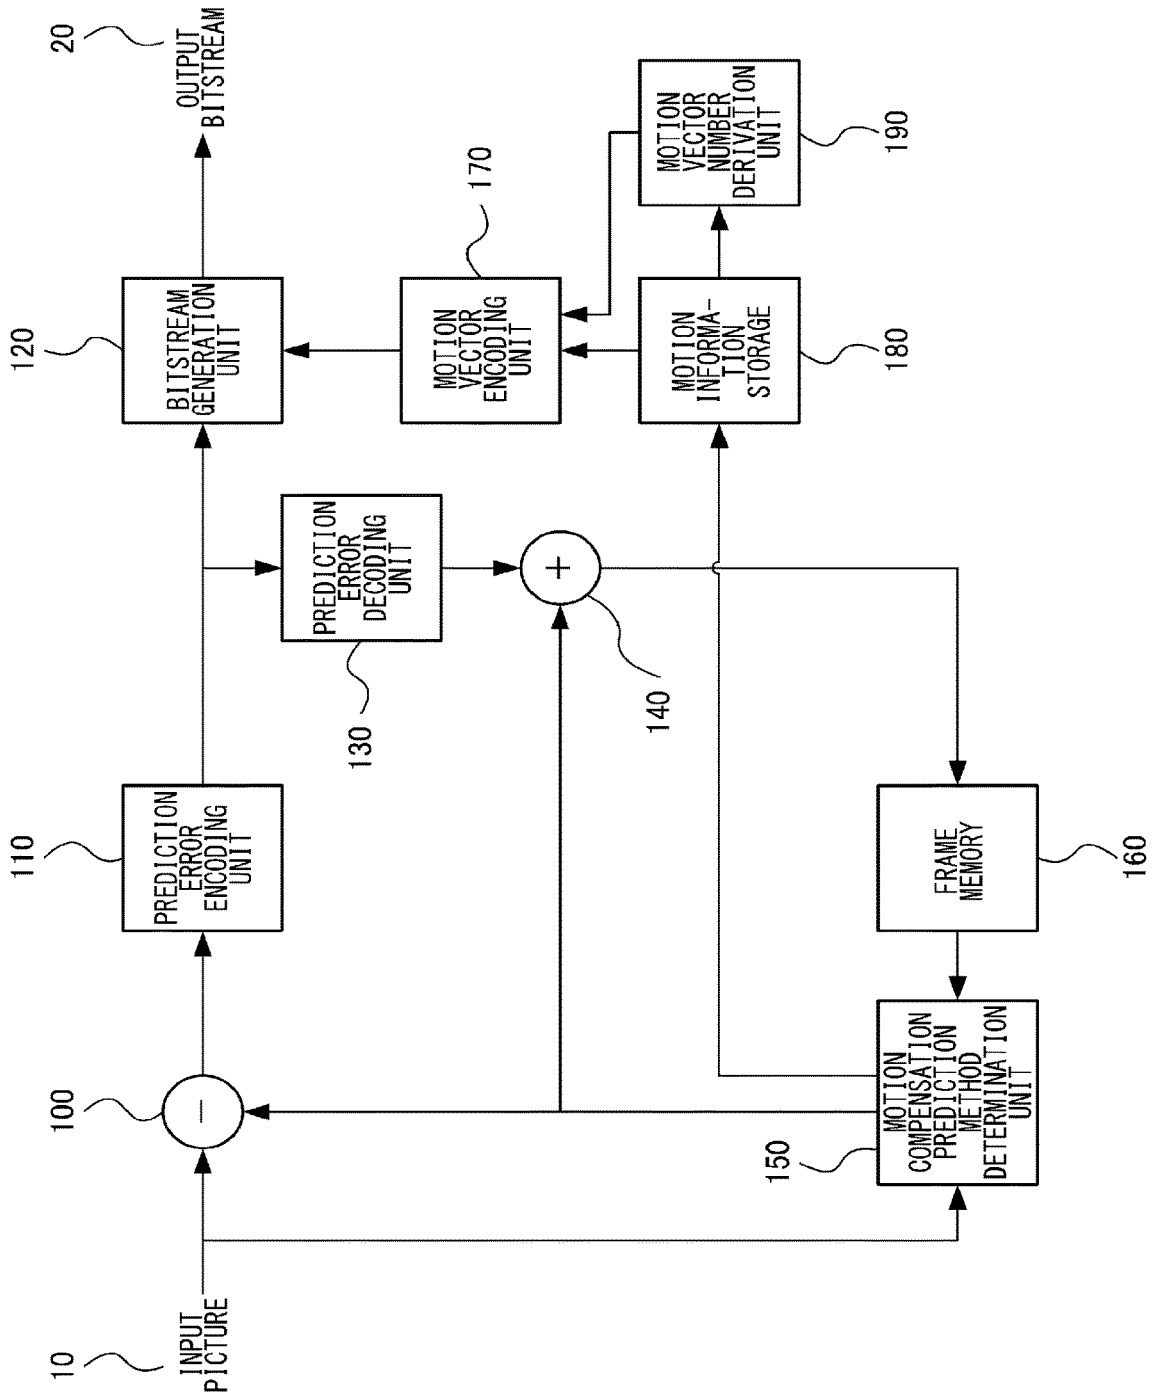 10
INPUT
PICTURE
100
110
PREDICTION
ERROR
ENCODING
UNIT
120
BITSTREAM
GENERATION
UNIT
20
OUTPUT
BITSTREAM
130
PREDICTION
ERROR
DECODING
UNIT
170
MOTION
VECTOR
ENCODING
UNIT
140
+
−
150
MOTION
COMPENSATION
PREDICTION
METHOD
DETERMINATION
UNIT
160
FRAME
MEMORY
180
MOTION
INFORMA-
TION
STORAGE
190
MOTION
VECTOR
NUMBER
DERIVATION
UNIT